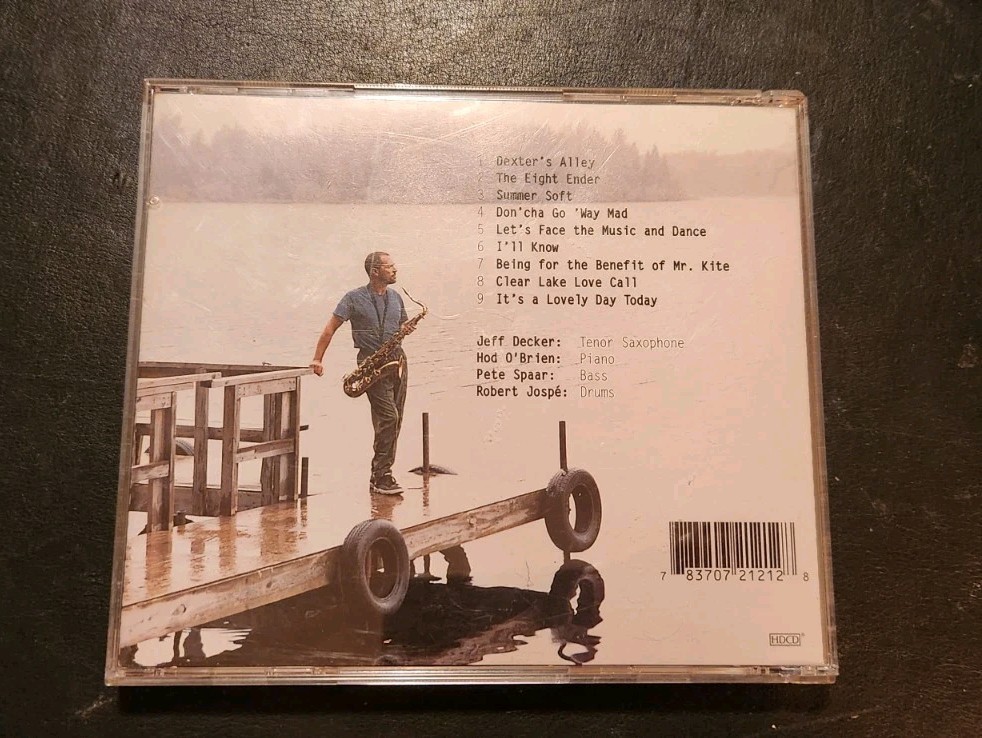 1 Dexter's Alley
2 The Eight Ender
3 Summer Soft
4 Don'cha Go 'Way Mad
5 Let's Face the Music and Dance
6 I'll Know
7 Being for the Benefit of Mr. Kite
8 Clear Lake Love Call
9 It's a Lovely Day Today
Jeff Decker: Tenor Saxophone
Hod O'Brien: Piano
Pete Spaar: Bass
Robert Jospé: Drums
7 83707 21212 8
HDCD®